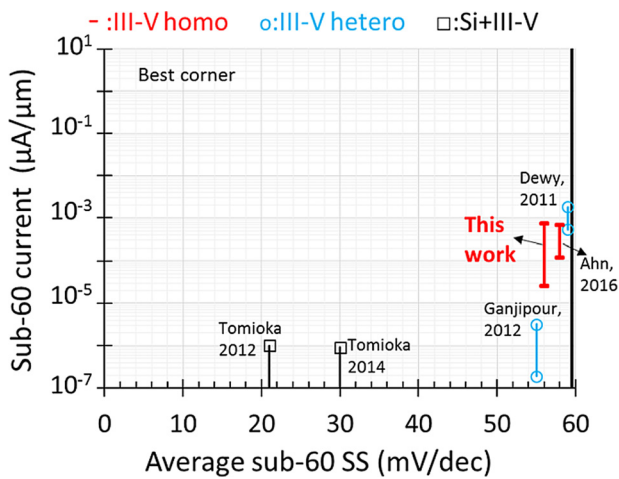 – :III-V homo o:III-V hetero □:Si+III-V
Sub-60 current (μA/μm)
10¹
10⁻¹
10⁻³
10⁻⁵
10⁻⁷
Best corner
Dewy,
2011
This
work
Ahn,
2016
Ganjipour,
2012
Tomioka
2012
Tomioka
2014
0 10 20 30 40 50 60
Average sub-60 SS (mV/dec)